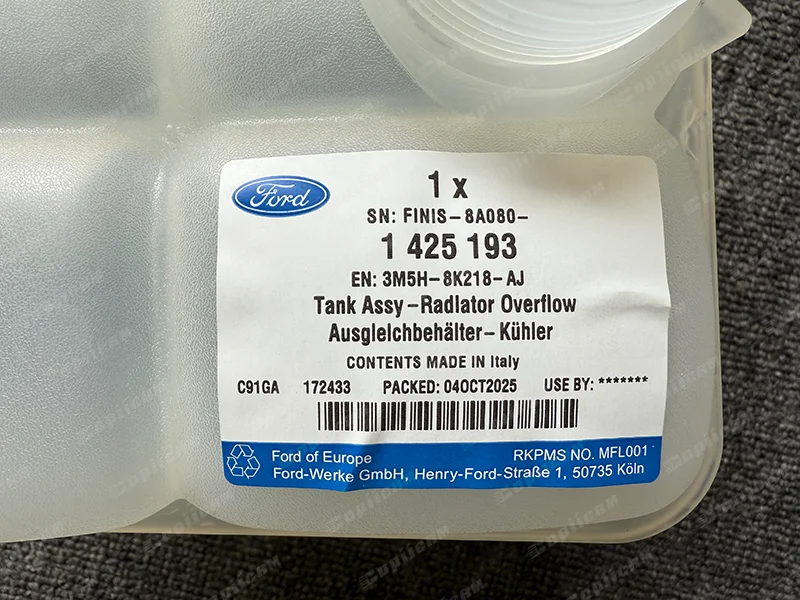 Ford
1 x
SN: FINIS-8A080-
1 425 193
EN: 3M5H-8K218-AJ
Tank Assy-Radiator Overflow
Ausgleichbehälter-Kühler
CONTENTS MADE IN Italy
C91GA 172433 PACKED: 04OCT2025 USE BY: *******
Ford of Europe RKPMS NO. MFL001
Ford-Werke GmbH, Henry-Ford-Straße 1, 50735 Köln